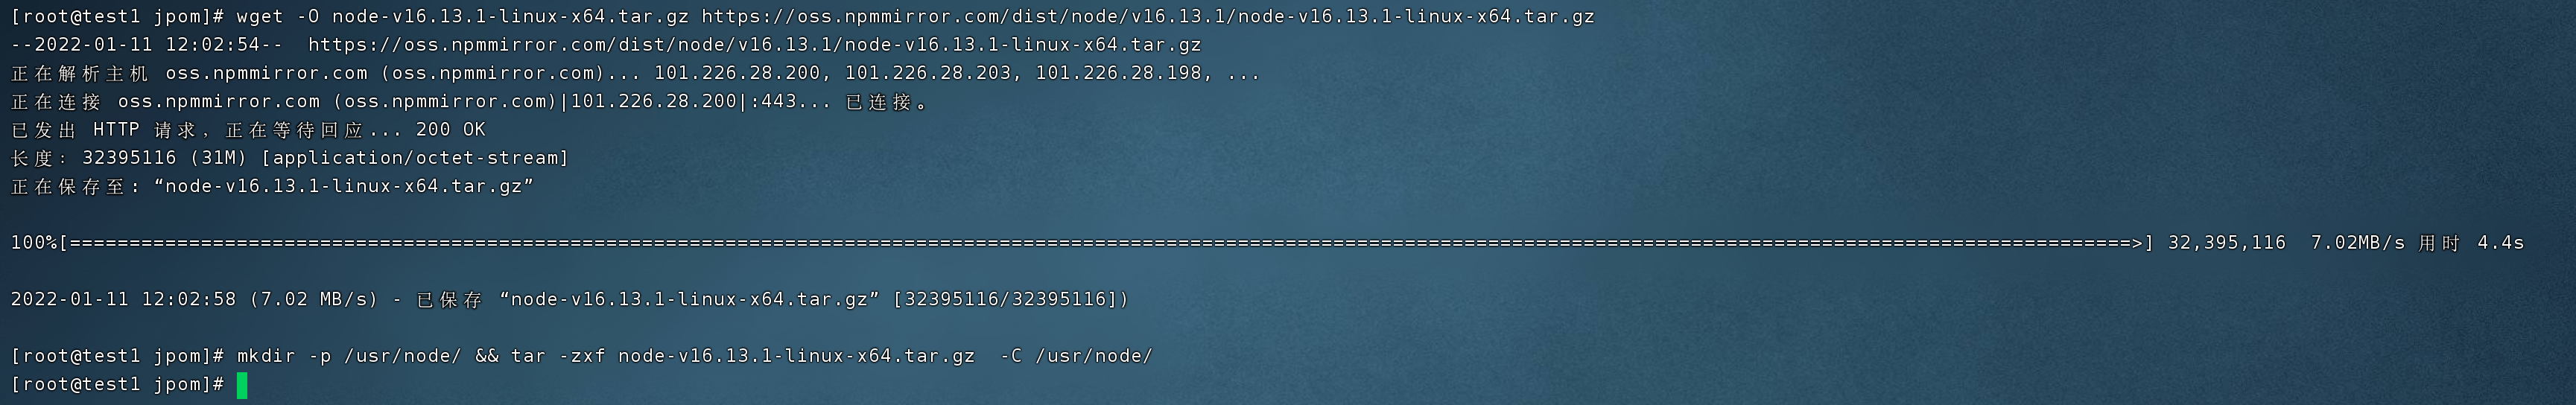 [root@test1 jpom]# wget -O node-v16.13.1-linux-x64.tar.gz https://oss.npmmirror.com/dist/node/v16.13.1/node-v16.13.1-linux-x64.tar.gz
--2022-01-11 12:02:54--  https://oss.npmmirror.com/dist/node/v16.13.1/node-v16.13.1-linux-x64.tar.gz
正在解析主机 oss.npmmirror.com (oss.npmmirror.com)... 101.226.28.200, 101.226.28.203, 101.226.28.198, ...
正在连接 oss.npmmirror.com (oss.npmmirror.com)|101.226.28.200|:443... 已连接。
已发出 HTTP 请求，正在等待回应... 200 OK
长度：32395116 (31M) [application/octet-stream]
正在保存至: “node-v16.13.1-linux-x64.tar.gz”
100%[=============================================================================================================================================================================>] 32,395,116  7.02MB/s 用时 4.4s
2022-01-11 12:02:58 (7.02 MB/s) - 已保存 “node-v16.13.1-linux-x64.tar.gz” [32395116/32395116])
[root@test1 jpom]# mkdir -p /usr/node/ && tar -zxf node-v16.13.1-linux-x64.tar.gz  -C /usr/node/
[root@test1 jpom]#